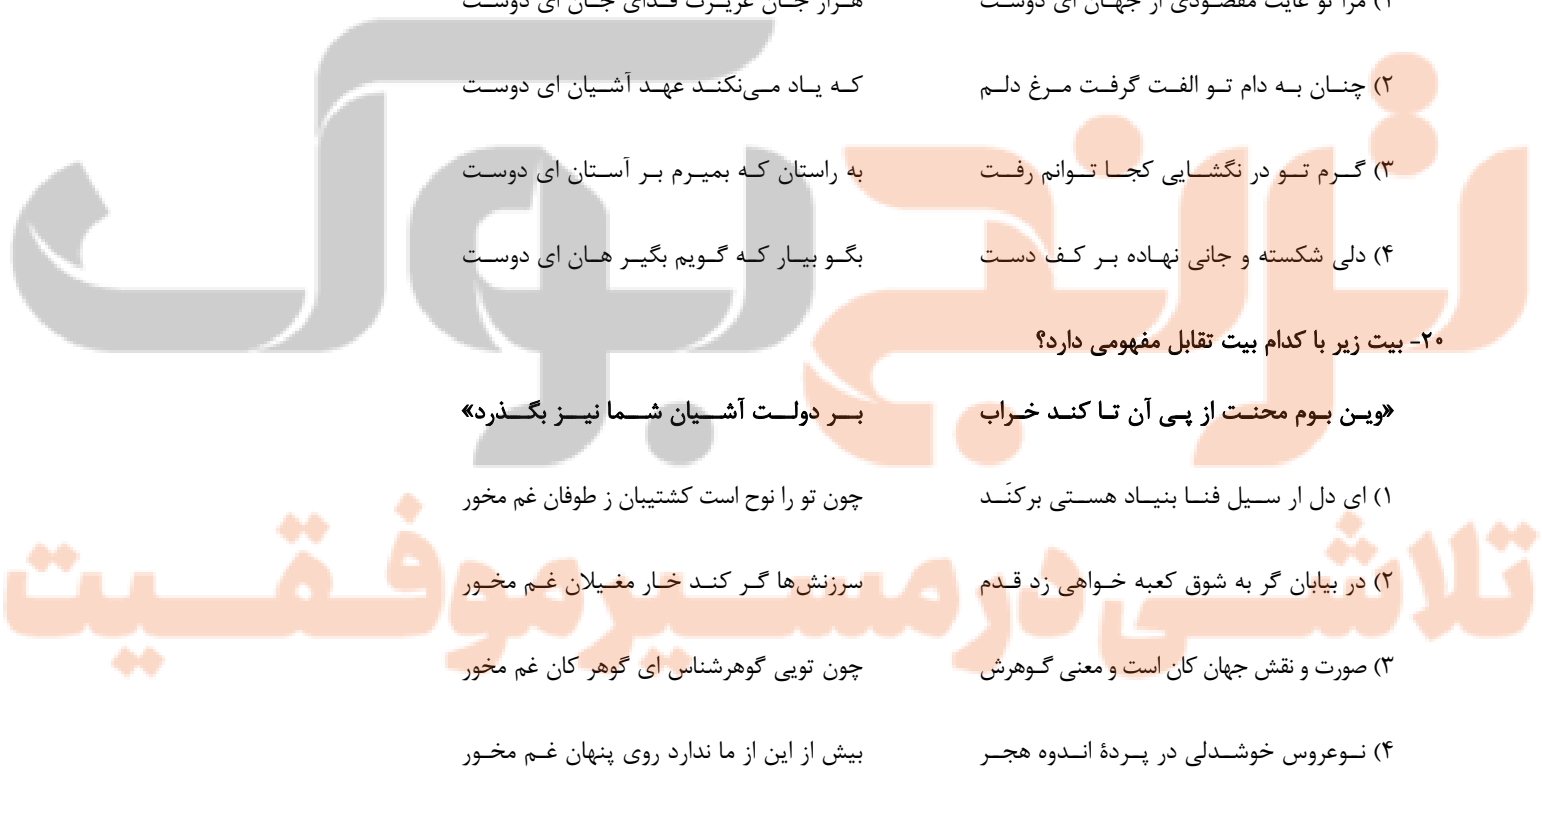 ۱) مرا تو غایت مقصودی از جهان ای دوست هزار جان عزیزت فدای جان ای دوست
۲) چنان به دام تو الفت گرفت مرغ دلم که یاد می‌نکند عهد آشیان ای دوست
۳) گرم تو در نگشایی کجا توانم رفت به راستان که بمیرم بر آستان ای دوست
۴) دلی شکسته و جانی نهاده بر کف دست بگو بیار که گویم بگیر هان ای دوست
۲۰- بیت زیر با کدام بیت تقابل مفهومی دارد؟
«وین بوم محنت از پی آن تا کند خراب بر دولت آشیان شما نیز بگذرد»
۱) ای دل ار سیل فنا بنیاد هستی برکنَد چون تو را نوح است کشتیبان ز طوفان غم مخور
۲) در بیابان گر به شوق کعبه خواهی زد قدم سرزنش‌ها گر کند خار مغیلان غم مخور
۳) صورت و نقش جهان کان است و معنی گوهرش چون تویی گوهرشناس ای گوهر کان غم مخور
۴) نوعروس خوشدلی در پردهٔ اندوه هجر بیش از این از ما ندارد روی پنهان غم مخور
ترنج بوک
تلاشی در مسیر موفقیت